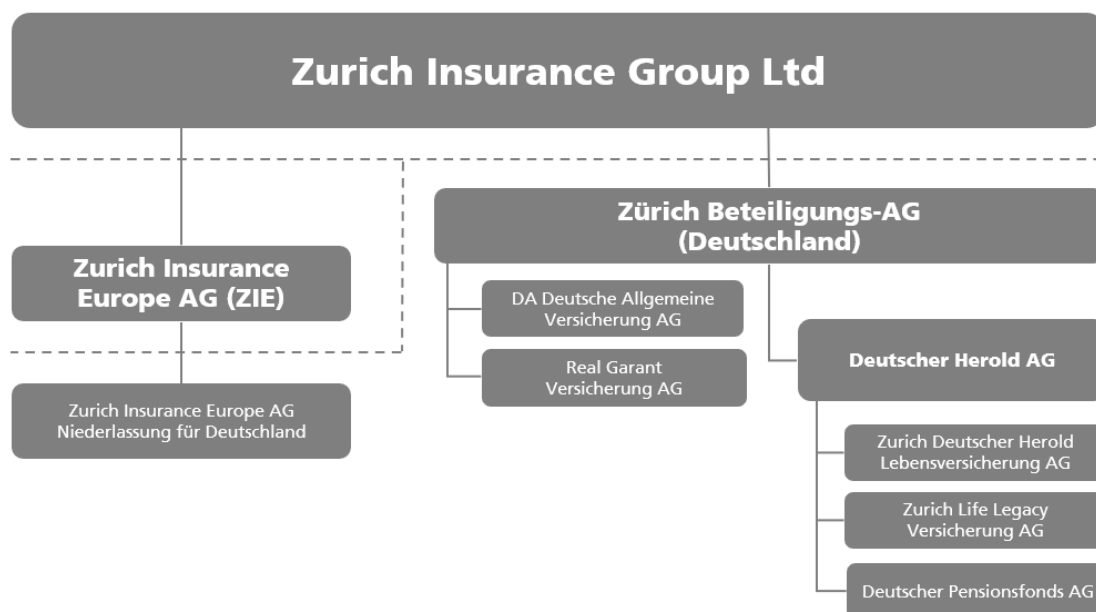 Zurich Insurance Group Ltd
Zürich Beteiligungs-AG
(Deutschland)
Zurich Insurance
Europe AG (ZIE)
DA Deutsche Allgemeine
Versicherung AG
Real Garant
Versicherung AG
Deutscher Herold AG
Zurich Insurance Europe AG
Niederlassung für Deutschland
Zurich Deutscher Herold
Lebensversicherung AG
Zurich Life Legacy
Versicherung AG
Deutscher Pensionsfonds AG